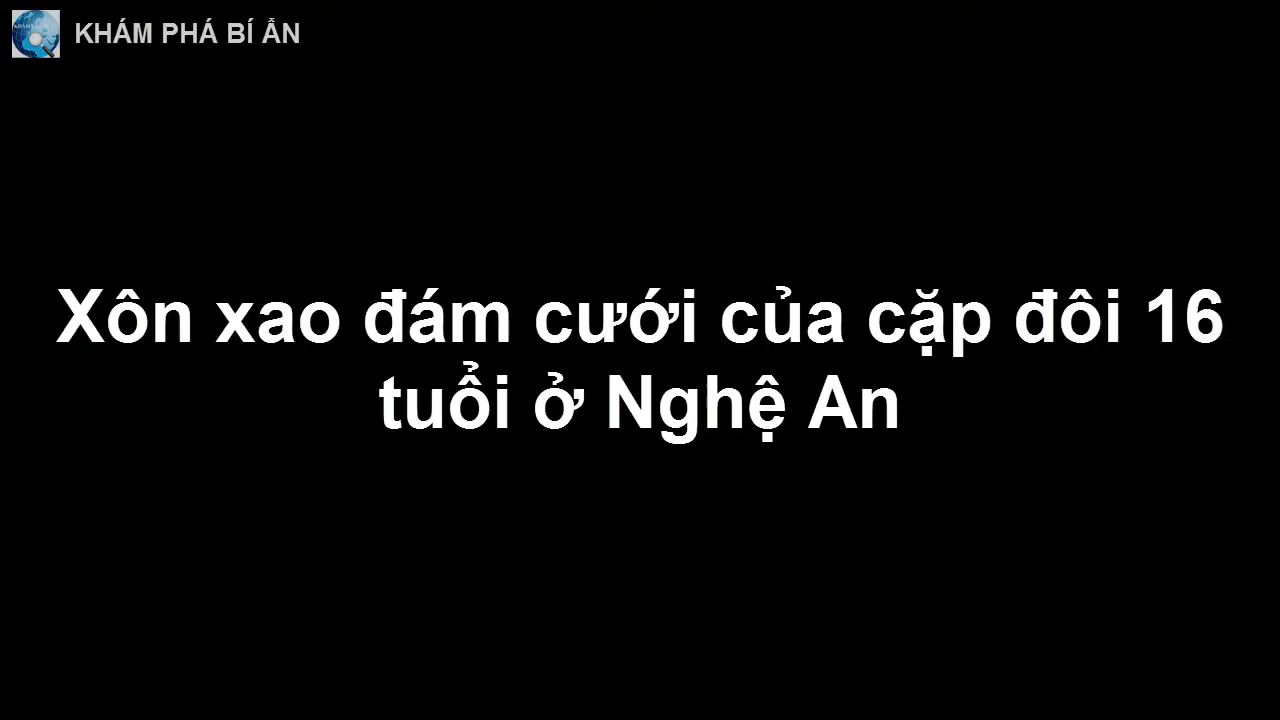 KHÁM PHÁ BÍ ẨN
Xôn xao đám cưới của cặp đôi 16
tuổi ở Nghệ An